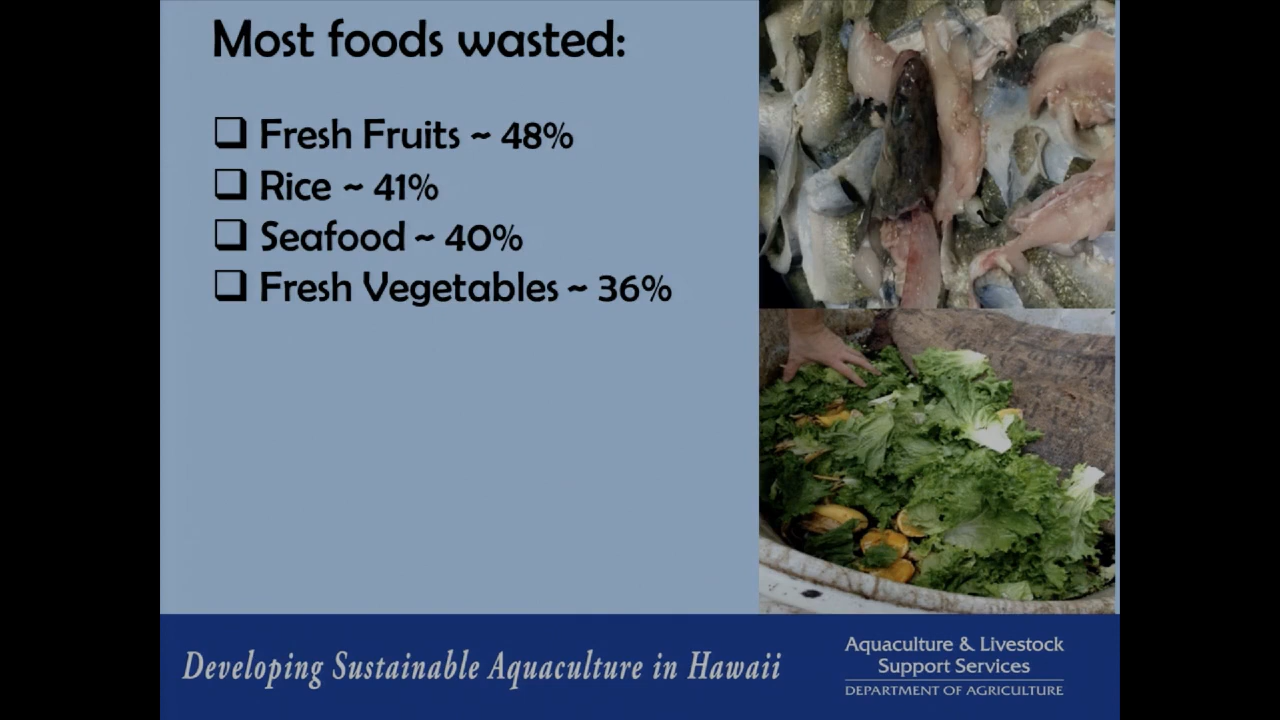 Most foods wasted:
❑ Fresh Fruits ~ 48%
❑ Rice ~ 41%
❑ Seafood ~ 40%
❑ Fresh Vegetables ~ 36%
Developing Sustainable Aquaculture in Hawaii
Aquaculture & Livestock
Support Services
DEPARTMENT OF AGRICULTURE